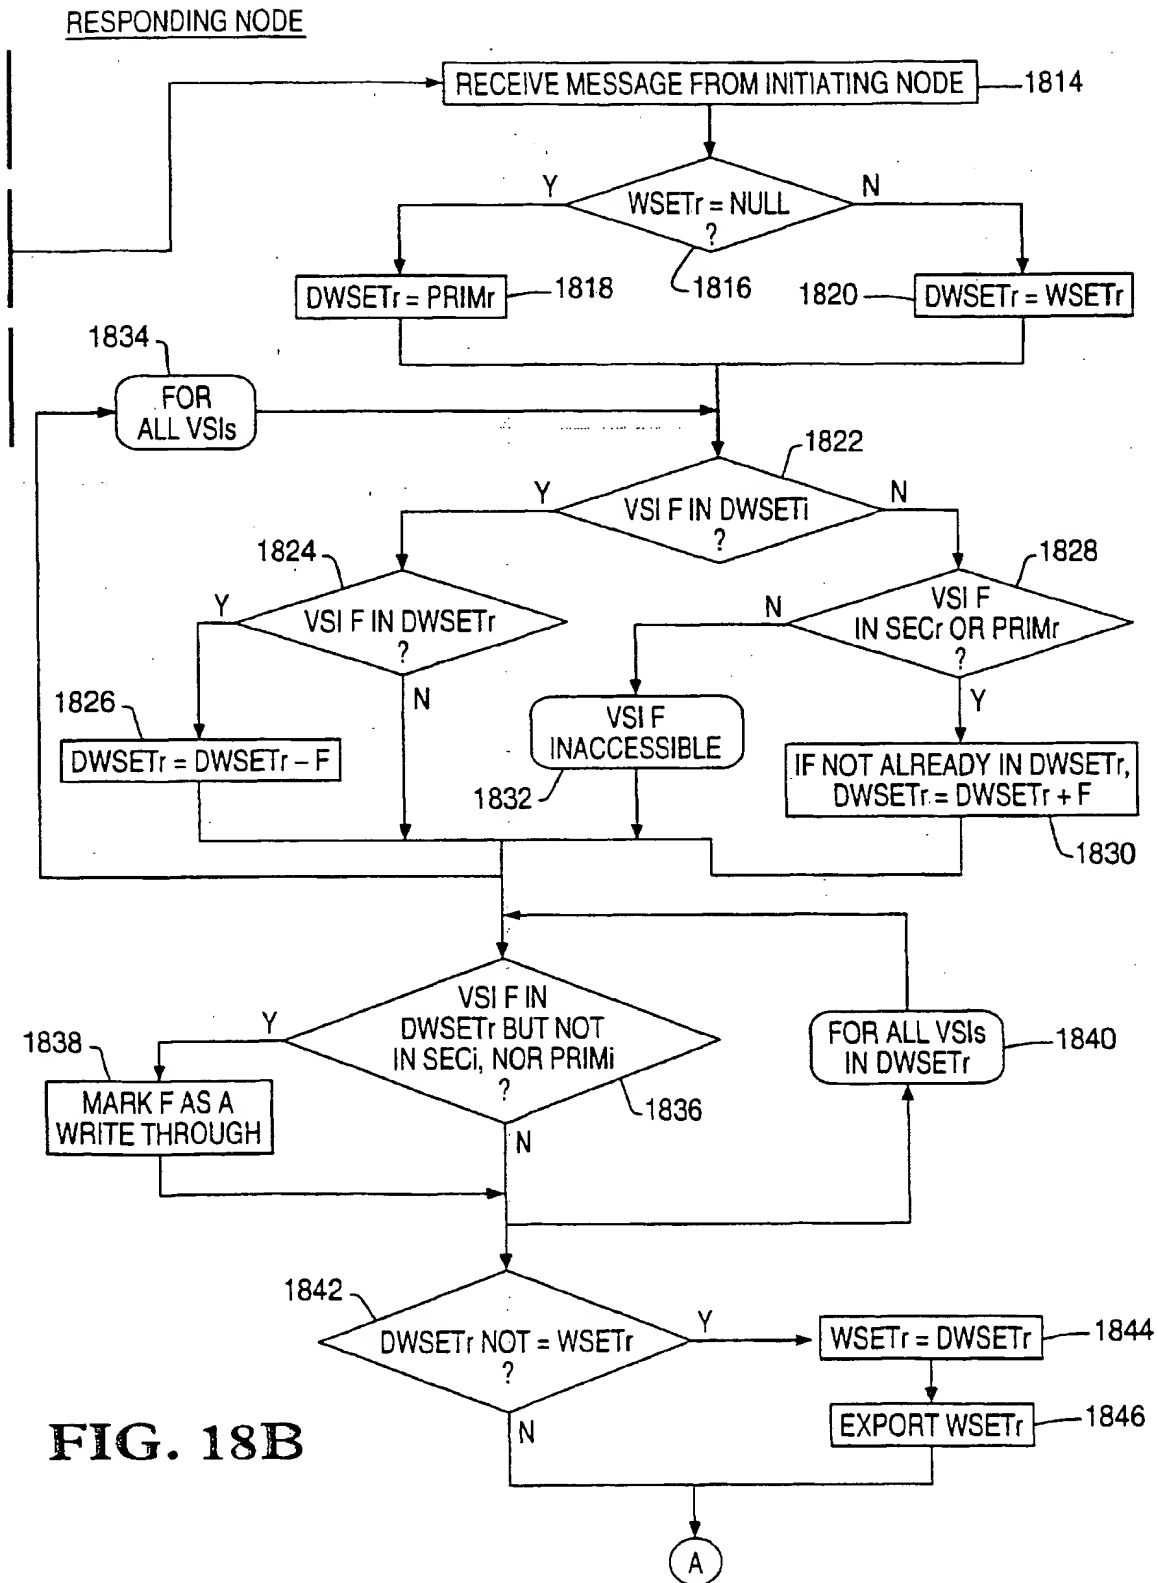 RESPONDING NODE
RECEIVE MESSAGE FROM INITIATING NODE
1814
Y
WSETr = NULL
?
N
1816
DWSETr = PRIMr
1818
1820
DWSETr = WSETr
1834
FOR
ALL VSIs
1822
Y
VSI F IN DWSETi
?
N
1824
Y
VSI F IN DWSETr
?
N
1828
N
VSI F
IN SECr OR PRIMr
?
Y
1826
DWSETr = DWSETr – F
VSI F
INACCESSIBLE
1832
IF NOT ALREADY IN DWSETr,
DWSETr = DWSETr + F
1830
Y
VSI F IN
DWSETr BUT NOT
IN SECi, NOR PRIMi
?
1836
N
1838
MARK F AS A
WRITE THROUGH
FOR ALL VSIs
IN DWSETr
1840
1842
DWSETr NOT = WSETr
?
Y
N
WSETr = DWSETr
1844
EXPORT WSETr
1846
FIG. 18B
A